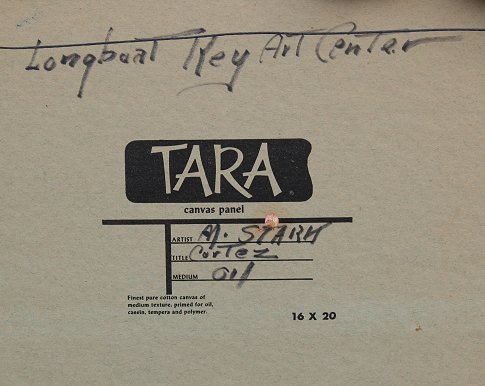 Longboat Key Art Center
TARA®
canvas panel
ARTIST M. STARK
TITLE Cortez
MEDIUM Oil
Finest pure cotton canvas of
medium texture, primed for oil,
casein, tempera and polymer.
16 X 20